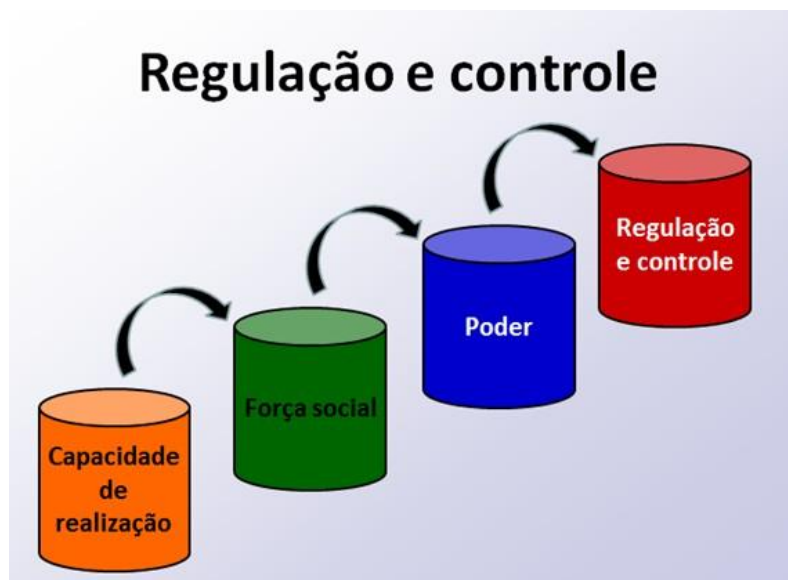 Regulação e controle
Regulação
e controle
Poder
Força social
Capacidade
de
realização